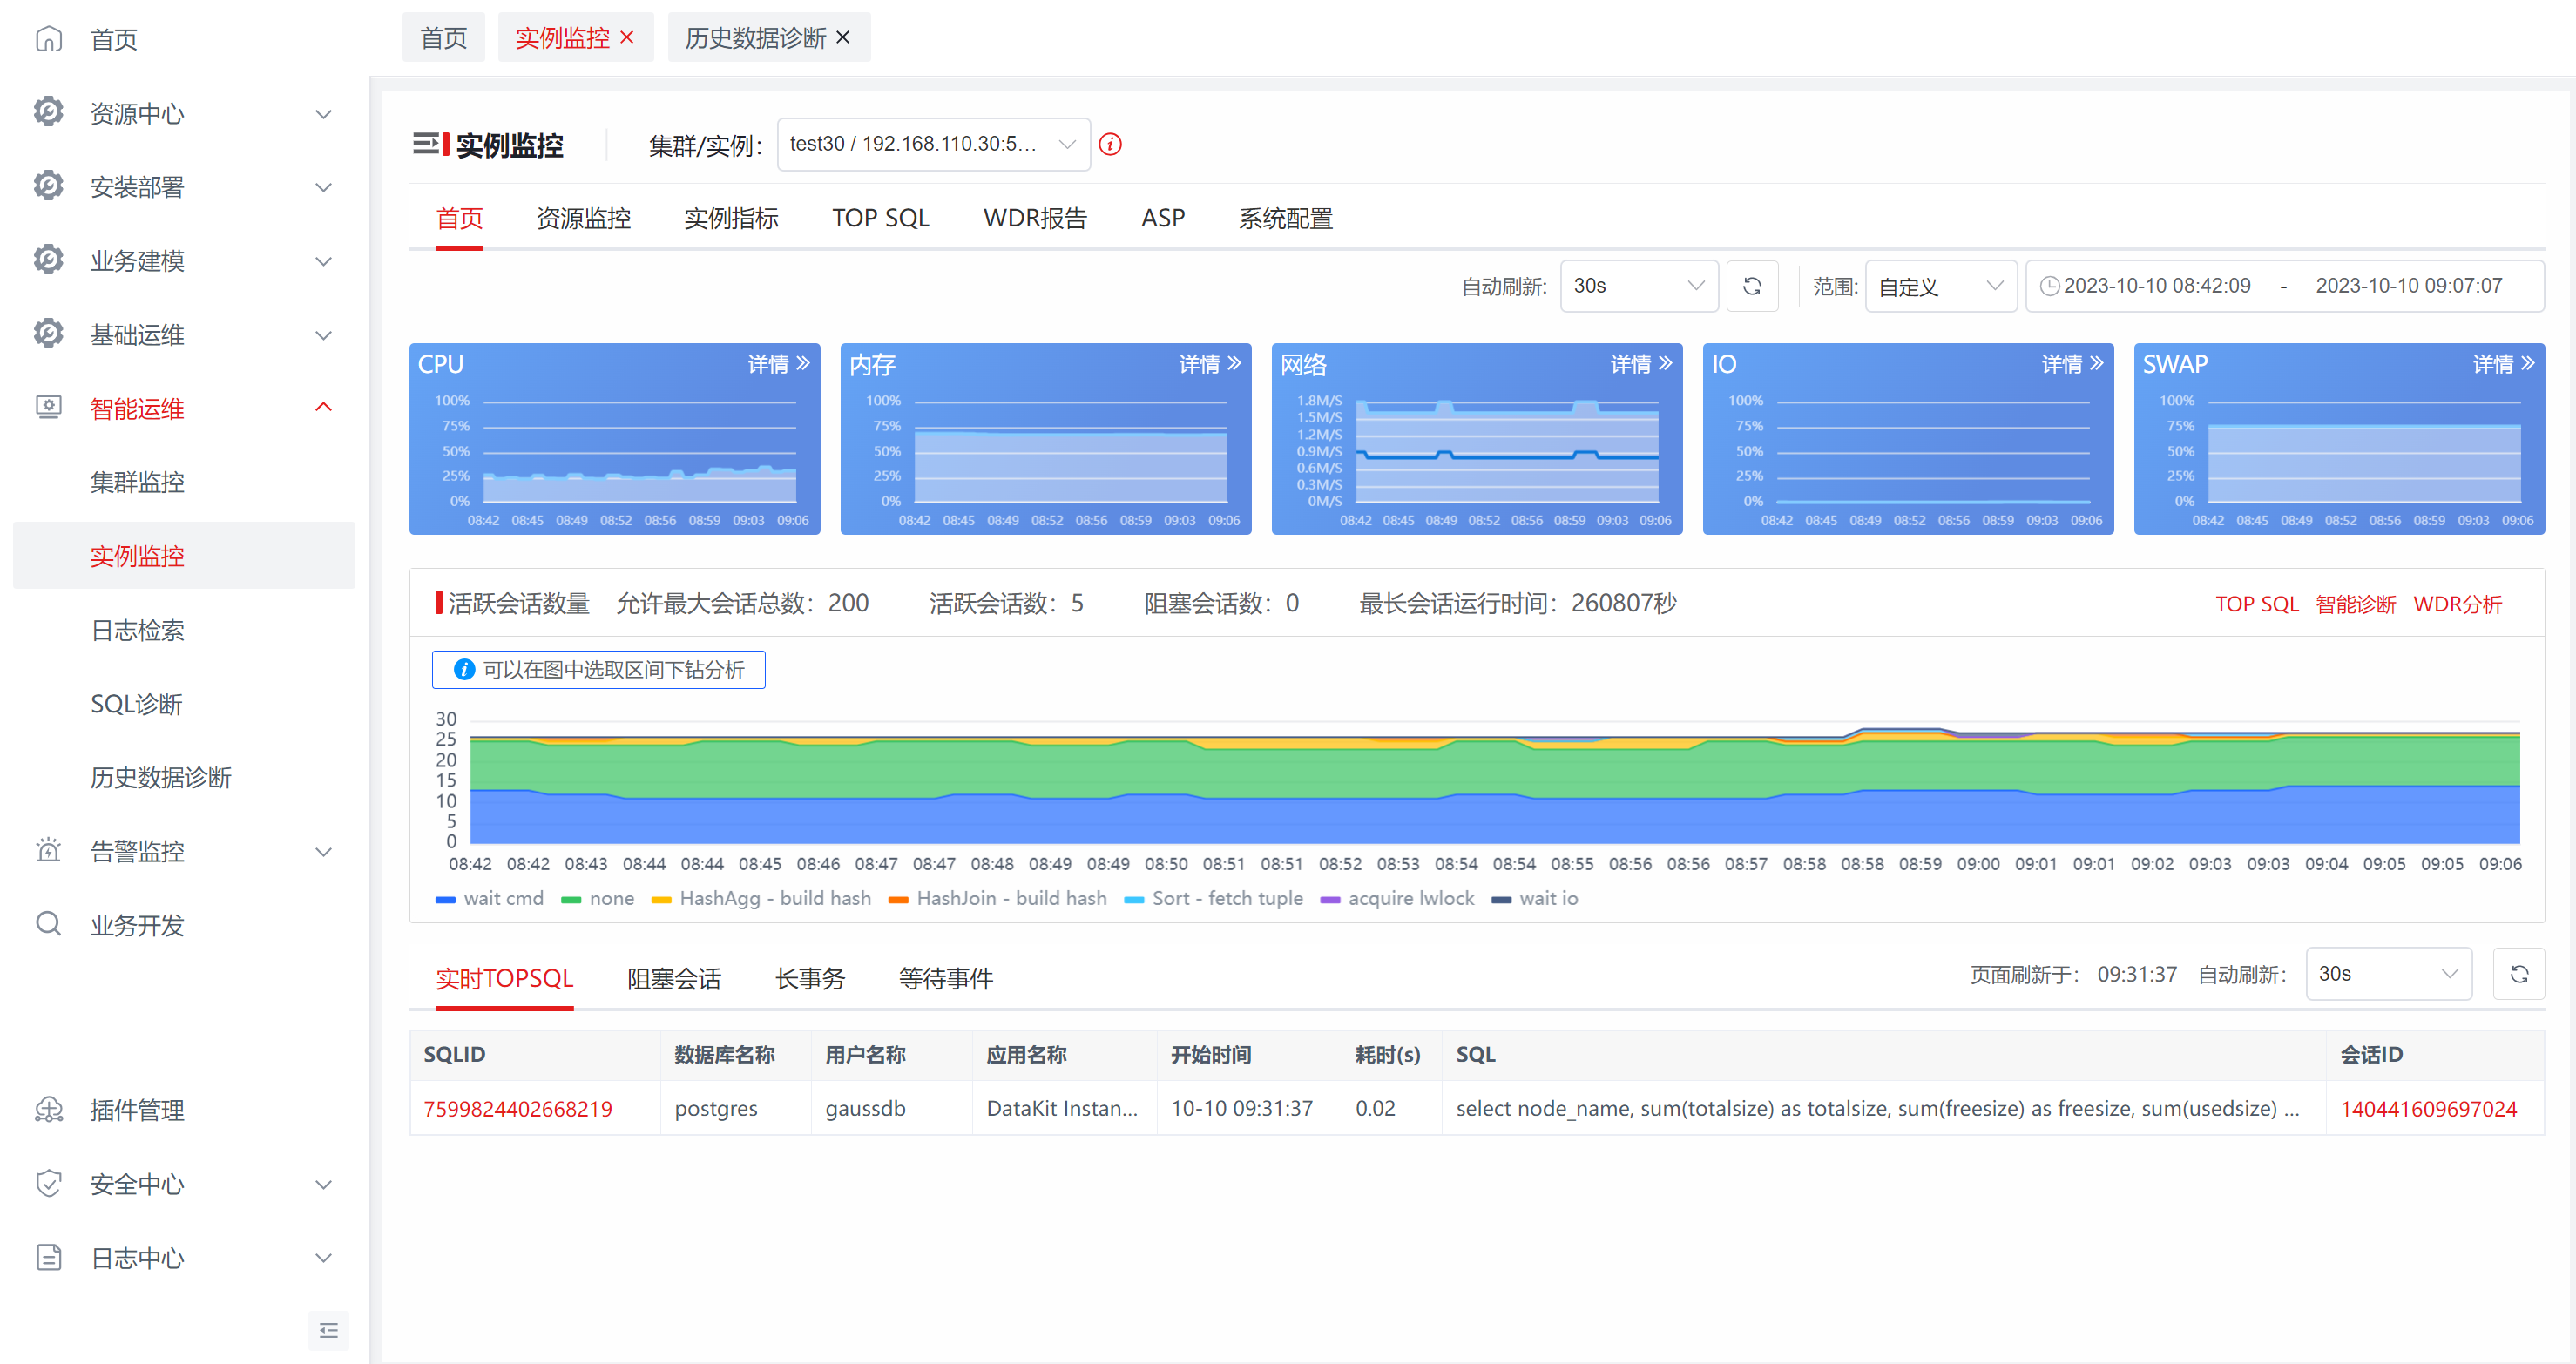 首页
资源中心
安装部署
业务建模
基础运维
智能运维
集群监控
实例监控
日志检索
SQL诊断
历史数据诊断
告警监控
业务开发
插件管理
安全中心
日志中心
首页 实例监控 历史数据诊断
实例监控 集群/实例： test30 / 192.168.110.30:5...
首页 资源监控 实例指标 TOP SQL WDR报告 ASP 系统配置
自动刷新: 30s 范围: 自定义 2023-10-10 08:42:09 - 2023-10-10 09:07:07
CPU 详情
100%
75%
50%
25%
0%
08:42 08:45 08:49 08:52 08:56 08:59 09:03 09:06
内存 详情
100%
75%
50%
25%
0%
08:42 08:45 08:49 08:52 08:56 08:59 09:03 09:06
网络 详情
1.8M/S
1.5M/S
1.2M/S
0.9M/S
0.6M/S
0.3M/S
0M/S
08:42 08:45 08:49 08:52 08:56 08:59 09:03 09:06
IO 详情
100%
75%
50%
25%
0%
08:42 08:45 08:49 08:52 08:56 08:59 09:03 09:06
SWAP 详情
100%
75%
50%
25%
0%
08:42 08:45 08:49 08:52 08:56 08:59 09:03 09:06
活跃会话数量 允许最大会话总数：200 活跃会话数：5 阻塞会话数：0 最长会话运行时间：260807秒 TOP SQL 智能诊断 WDR分析
可以在图中选取区间下钻分析
30
25
20
15
10
5
0
08:42 08:42 08:43 08:44 08:44 08:45 08:46 08:47 08:47 08:48 08:49 08:49 08:50 08:51 08:51 08:52 08:53 08:54 08:54 08:55 08:56 08:56 08:57 08:58 08:58 08:59 09:00 09:01 09:01 09:02 09:03 09:03 09:04 09:05 09:05 09:06
wait cmd none HashAgg - build hash HashJoin - build hash Sort - fetch tuple acquire lwlock wait io
实时TOPSQL 阻塞会话 长事务 等待事件 页面刷新于： 09:31:37 自动刷新： 30s
SQLID 数据库名称 用户名称 应用名称 开始时间 耗时(s) SQL 会话ID
7599824402668219 postgres gaussdb DataKit Instan... 10-10 09:31:37 0.02 select node_name, sum(totalsize) as totalsize, sum(freesize) as freesize, sum(usedsize) ... 140441609697024